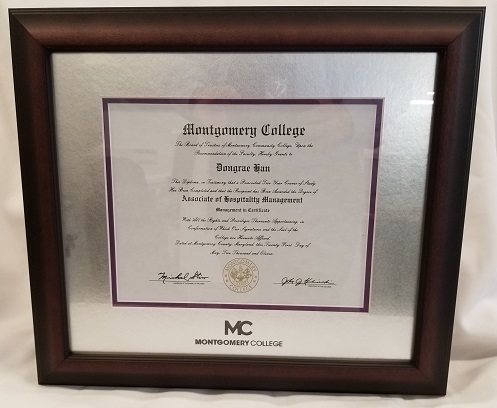 Montgomery College
The Board of Trustees of Montgomery Community College, Upon the
Recommendation of the Faculty, Hereby Grants to
Dongrae Han
This Diploma, in Testimony that a Prescribed Two Year Course of Study
Has Been Completed and that the Recipient has Been Awarded the Degree of
Associate of Hospitality Management
Management in Certificate
With All the Rights and Privileges Thereunto Appertaining, in
Confirmation of Which Our Signatures and the Seal of the
College are Hereunto Affixed.
Dated at Montgomery County, Maryland, this Twenty First Day of
May, Two Thousand and Eleven
MC
MONTGOMERY COLLEGE